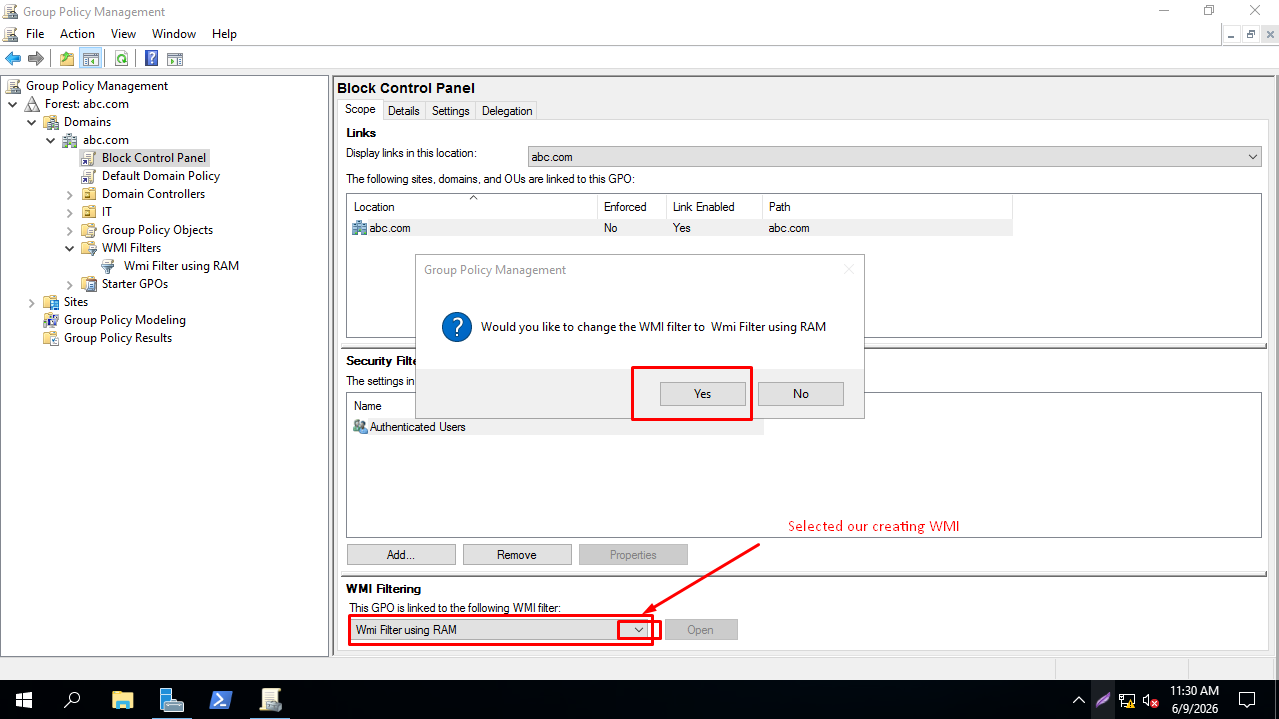 Group Policy Management
File Action View Window Help
Group Policy Management
Forest: abc.com
Domains
abc.com
Block Control Panel
Default Domain Policy
Domain Controllers
IT
Group Policy Objects
WMI Filters
Wmi Filter using RAM
Starter GPOs
Sites
Group Policy Modeling
Group Policy Results
Block Control Panel
Scope Details Settings Delegation
Links
Display links in this location: abc.com
The following sites, domains, and OUs are linked to this GPO:
Location Enforced Link Enabled Path
abc.com No Yes abc.com
Group Policy Management
Would you like to change the WMI filter to Wmi Filter using RAM
Yes No
Security Filte
The settings in
Name
Authenticated Users
Selected our creating WMI
Add... Remove Properties
WMI Filtering
This GPO is linked to the following WMI filter:
Wmi Filter using RAM Open
11:30 AM
6/9/2026